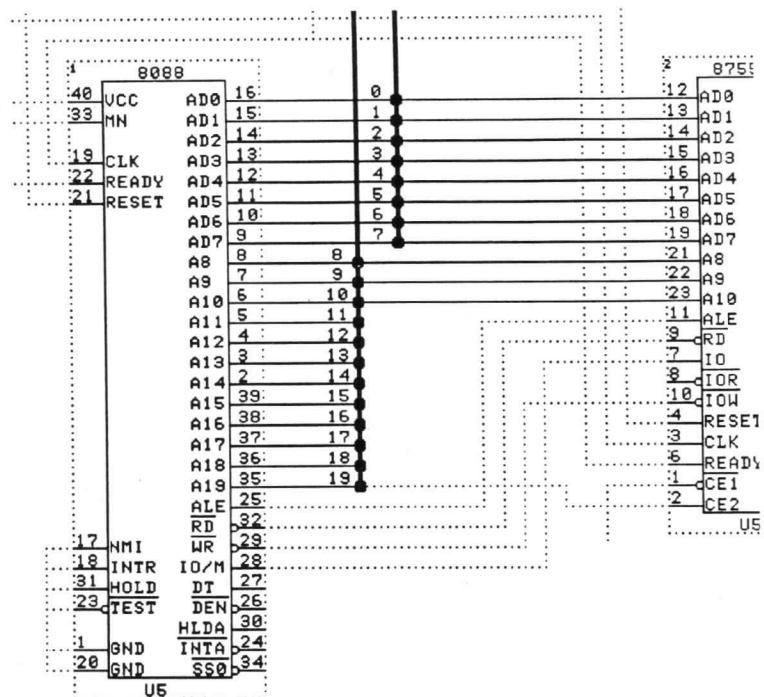 1 8088
40 VCC AD0 16 0
33 MN AD1 15 1
AD2 14 2
19 CLK AD3 13 3
22 READY AD4 12 4
21 RESET AD5 11 5
AD6 10 6
AD7 9 7
A8 8 8
A9 7 9
A10 6 10
A11 5 11
A12 4 12
A13 3 13
A14 2 14
A15 39 15
A16 38 16
A17 37 17
A18 36 18
A19 35 19
ALE 25
RD 32
17 NMI WR 29
18 INTR IO/M 28
31 HOLD DT 27
23 TEST DEN 26
HLDA 30
1 GND INTA 24
20 GND SS0 34
U5
2 8755
12 AD0
13 AD1
14 AD2
15 AD3
16 AD4
17 AD5
18 AD6
19 AD7
21 A8
22 A9
23 A10
11 ALE
9 RD
7 IO
8 IOR
10 IOW
4 RESET
3 CLK
6 READY
1 CE1
2 CE2
U5